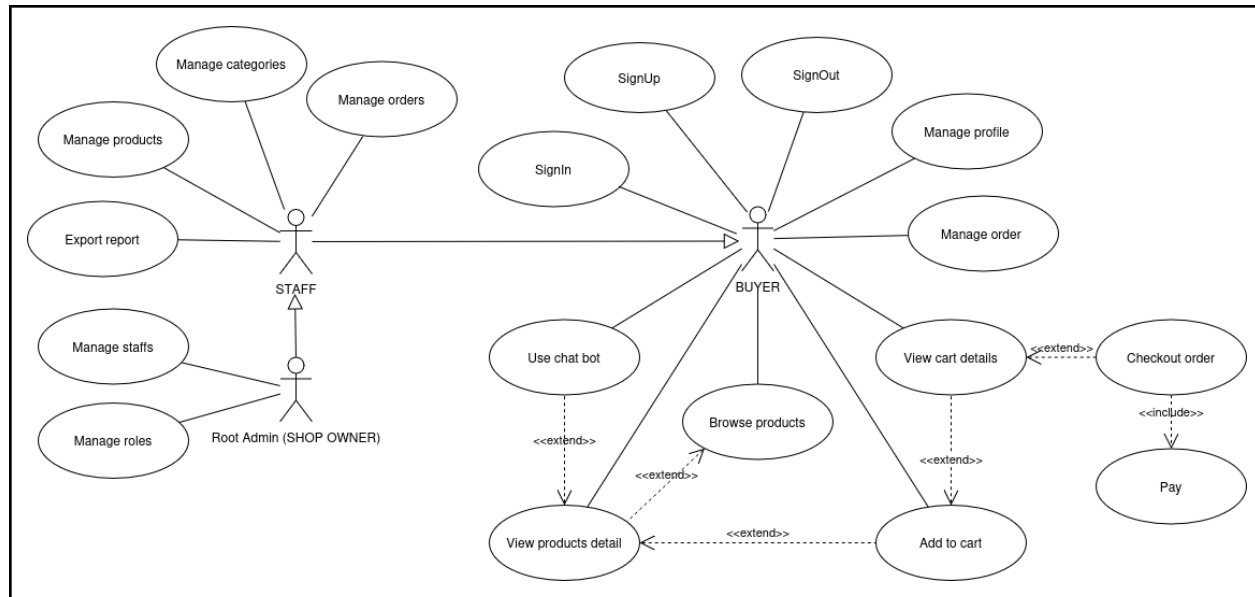 Manage categories
Manage orders
Manage products
Export report
STAFF
Manage staffs
Manage roles
Root Admin (SHOP OWNER)
SignUp
SignOut
SignIn
Manage profile
Manage order
BUYER
Use chat bot
View cart details
<<extend>>
Checkout order
Browse products
<<include>>
<<extend>>
<<extend>>
<<extend>>
Pay
View products detail
<<extend>>
Add to cart